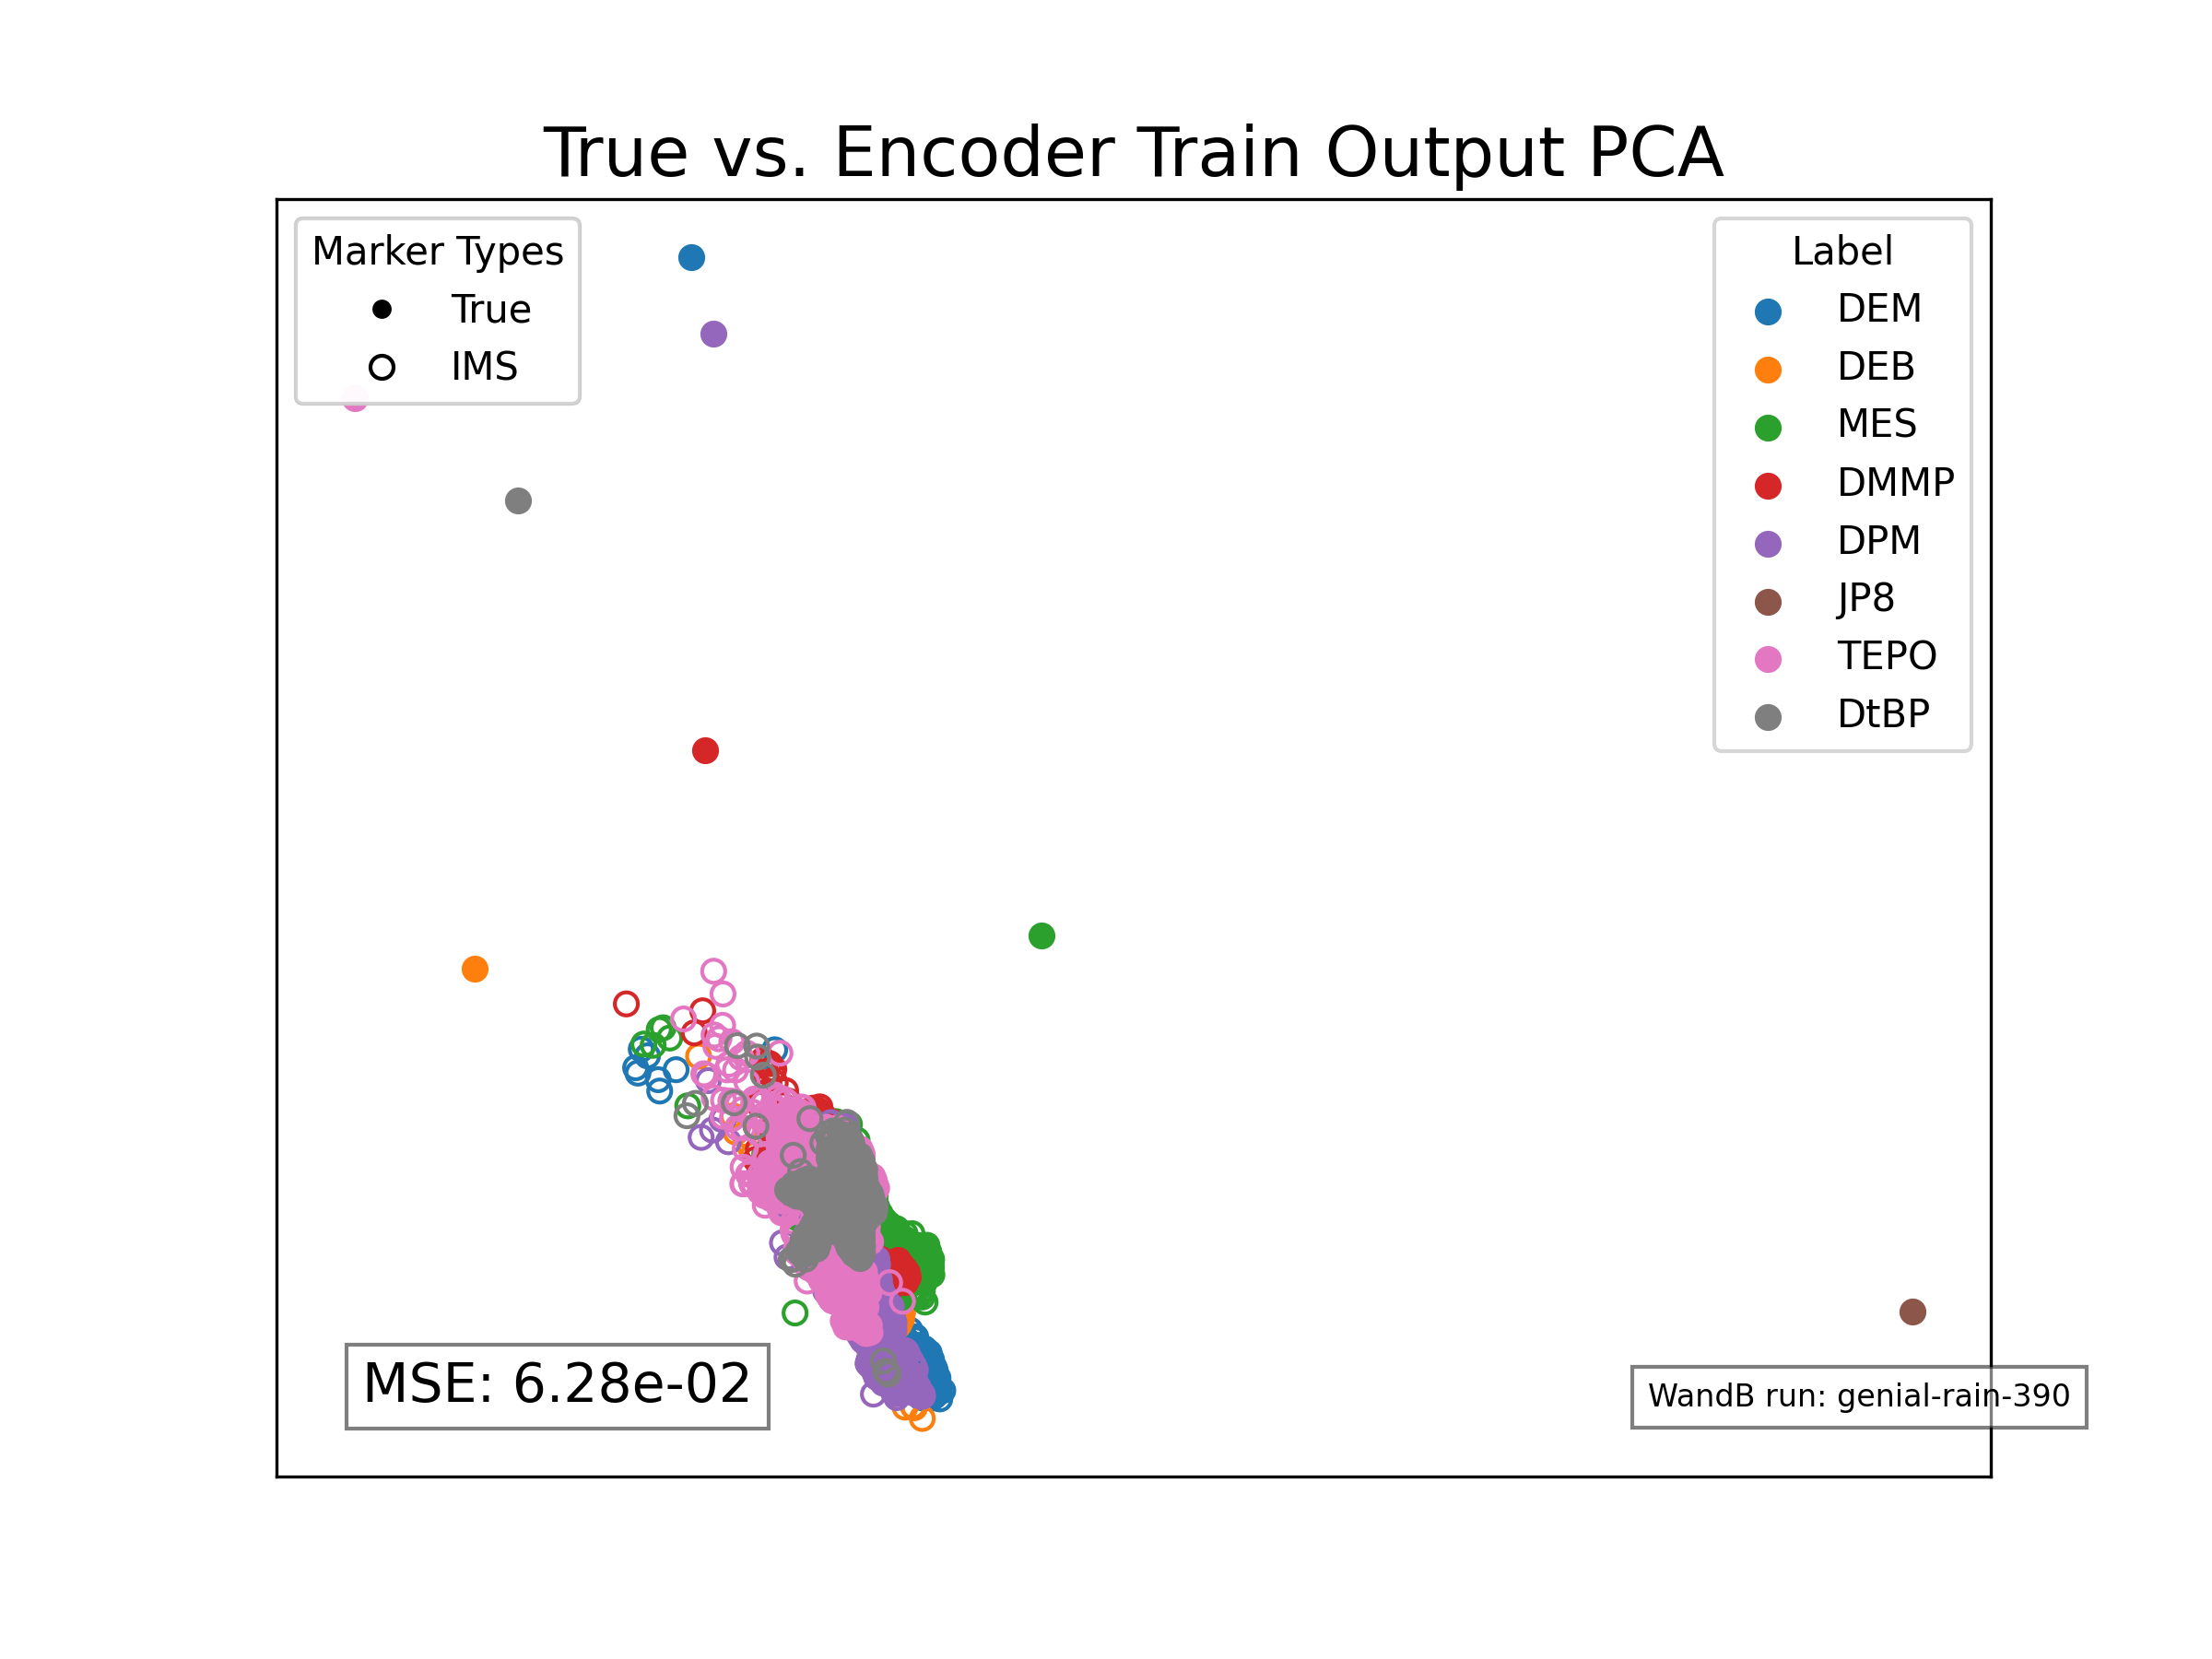 True vs. Encoder Train Output PCA
Marker Types
True
IMS
Label
DEM
DEB
MES
DMMP
DPM
JP8
TEPO
DtBP
MSE: 6.28e-02
WandB run: genial-rain-390